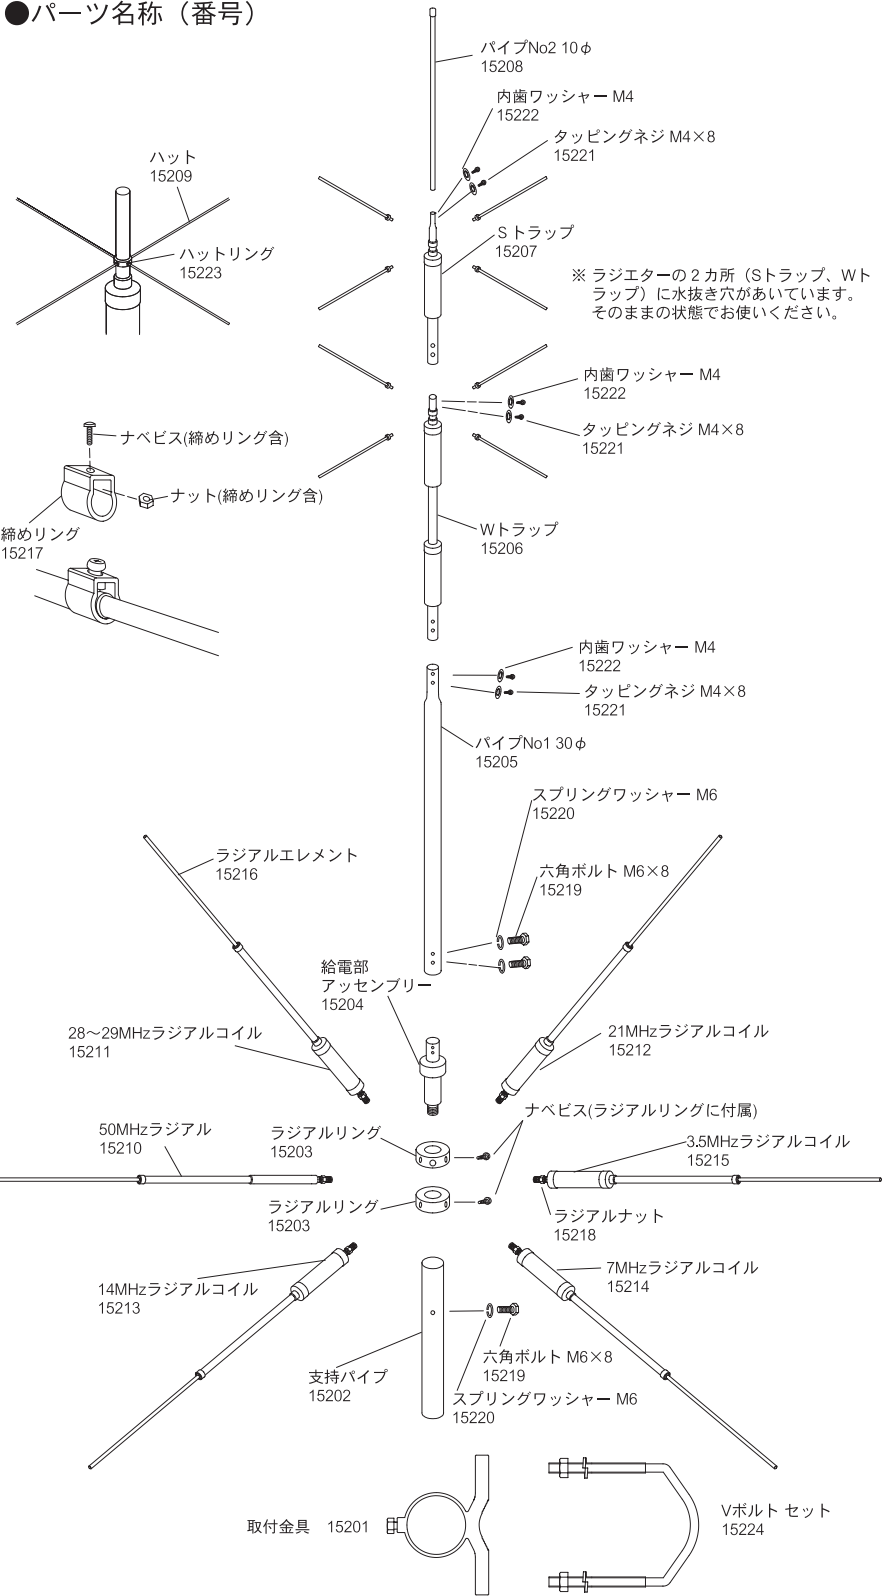 ●パーツ名称（番号）
パイプNo2 10φ
15208
内歯ワッシャー M4
15222
タッピングネジ M4×8
15221
ハット
15209
ハットリング
15223
S トラップ
15207
※ ラジエターの 2 カ所（Sトラップ、Wト
ラップ）に水抜き穴があいています。
そのままの状態でお使いください。
内歯ワッシャー M4
15222
タッピングネジ M4×8
15221
ナベビス(締めリング含)
ナット(締めリング含)
締めリング
15217
Wトラップ
15206
内歯ワッシャー M4
15222
タッピングネジ M4×8
15221
パイプNo1 30φ
15205
スプリングワッシャー M6
15220
六角ボルト M6×8
15219
ラジアルエレメント
15216
給電部
アッセンブリー
15204
28～29MHzラジアルコイル
15211
21MHzラジアルコイル
15212
ナベビス(ラジアルリングに付属)
50MHzラジアル
15210
ラジアルリング
15203
3.5MHzラジアルコイル
15215
ラジアルリング
15203
ラジアルナット
15218
14MHzラジアルコイル
15213
7MHzラジアルコイル
15214
六角ボルト M6×8
15219
支持パイプ
15202
スプリングワッシャー M6
15220
取付金具 15201
Vボルト セット
15224